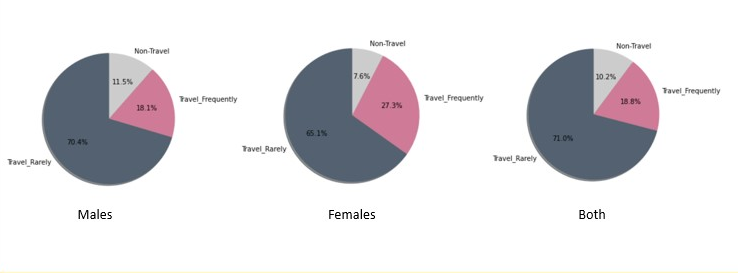 Non-Travel
11.5%
18.1%
Travel_Frequently
70.4%
Travel_Rarely
Males
Non-Travel
7.6%
27.3%
Travel_Frequently
65.1%
Travel_Rarely
Females
Non-Travel
10.2%
18.8%
Travel_Frequently
71.0%
Travel_Rarely
Both